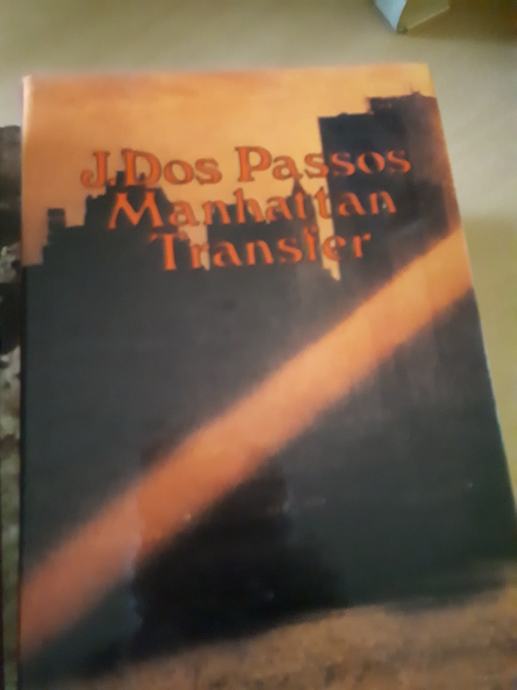 J. Dos Passos
Manhattan
Transfer